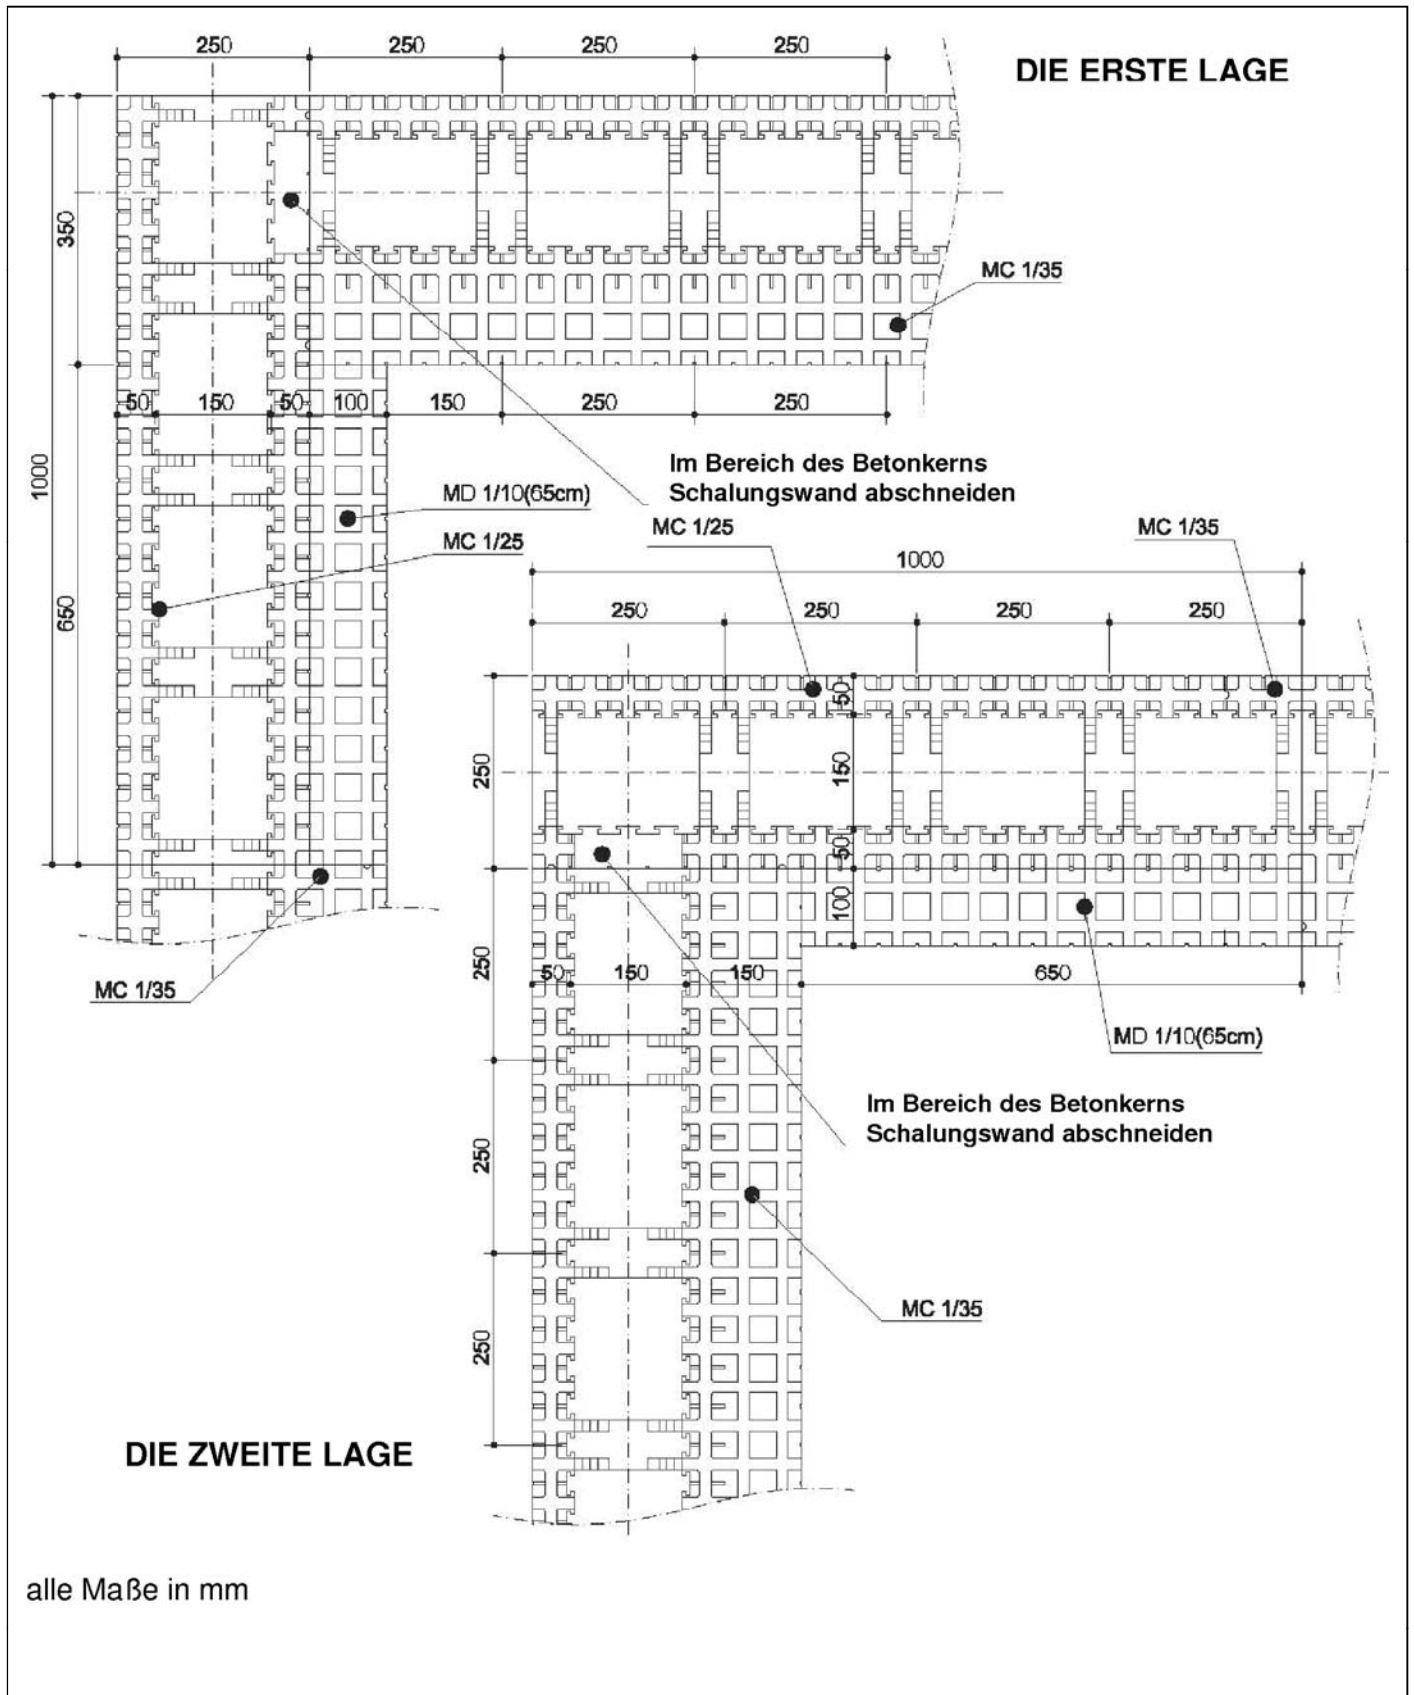 250
250
250
250
DIE ERSTE LAGE
350
MC 1/35
50
150
50
100
150
250
250
1000
Im Bereich des Betonkerns
Schalungswand abschneiden
MD 1/10(65cm)
MC 1/25
650
MC 1/35
MC 1/25
MC 1/35
1000
250
250
250
250
50
250
150
50
100
250
50
150
150
650
MD 1/10(65cm)
Im Bereich des Betonkerns
Schalungswand abschneiden
250
MC 1/35
250
DIE ZWEITE LAGE
alle Maße in mm